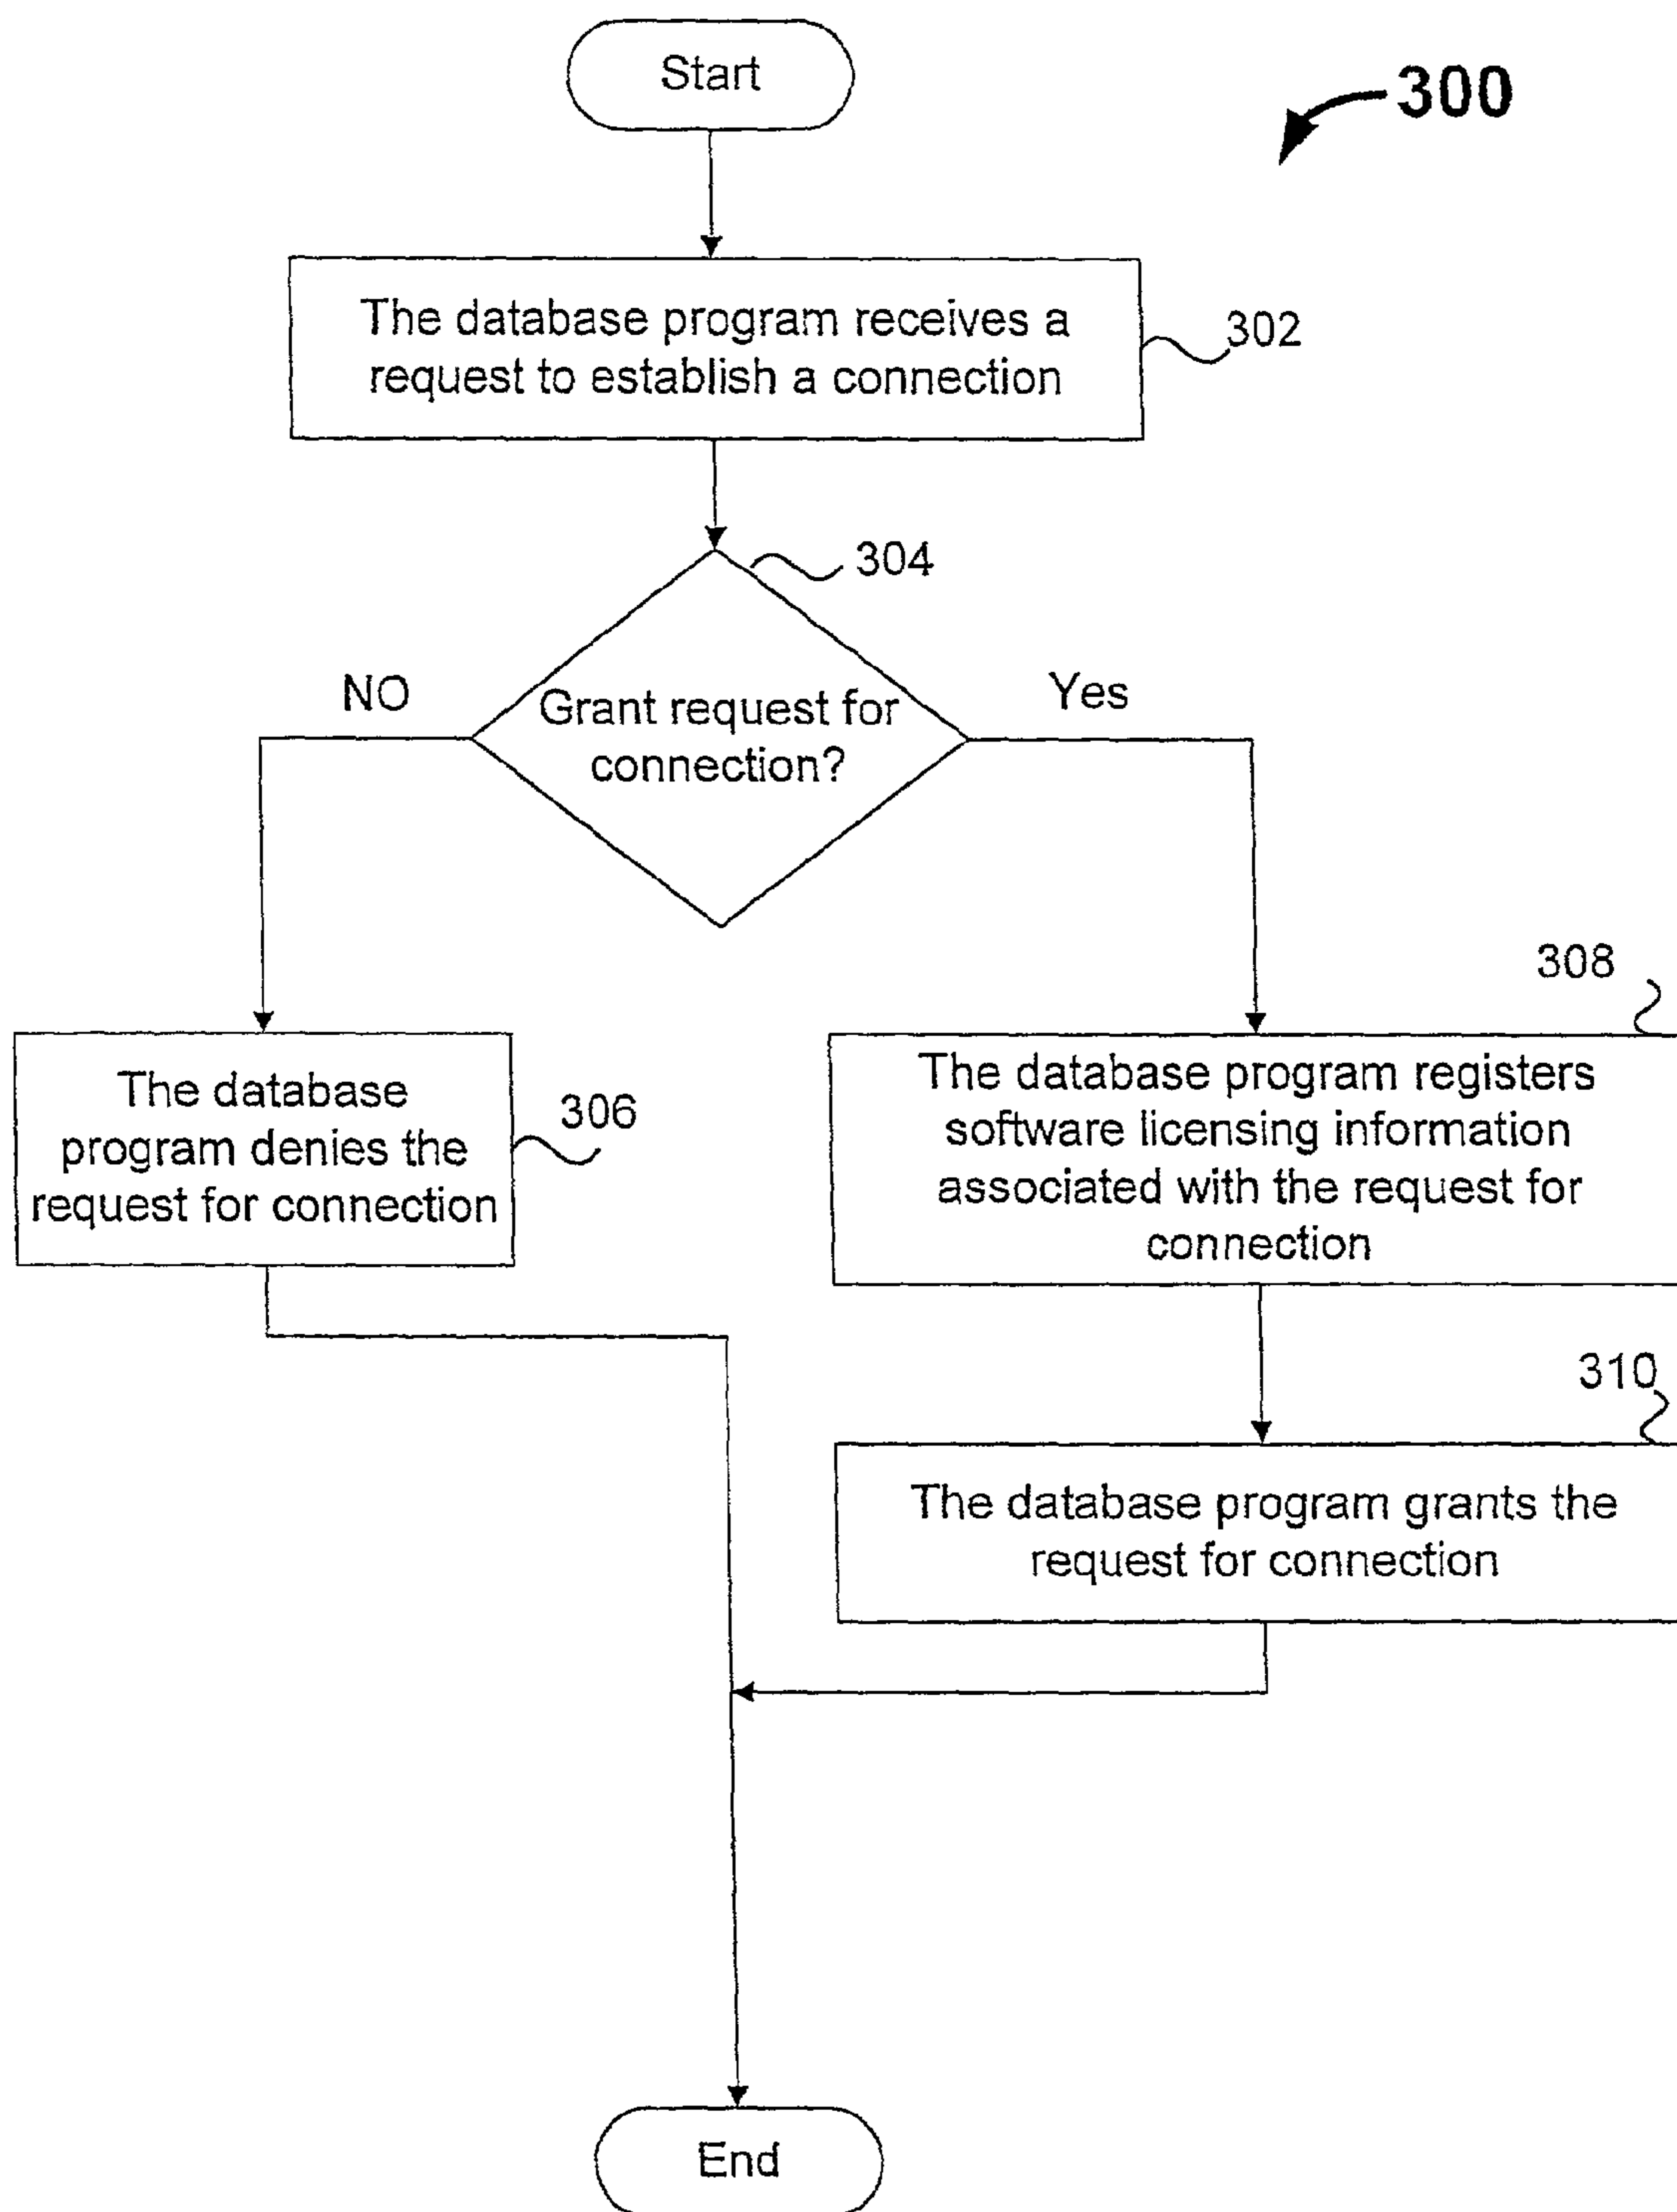 Start
300
The database program receives a
request to establish a connection
302
304
NO
Grant request for
connection?
Yes
308
The database
program denies the
request for connection
306
The database program registers
software licensing information
associated with the request for
connection
310
The database program grants the
request for connection
End